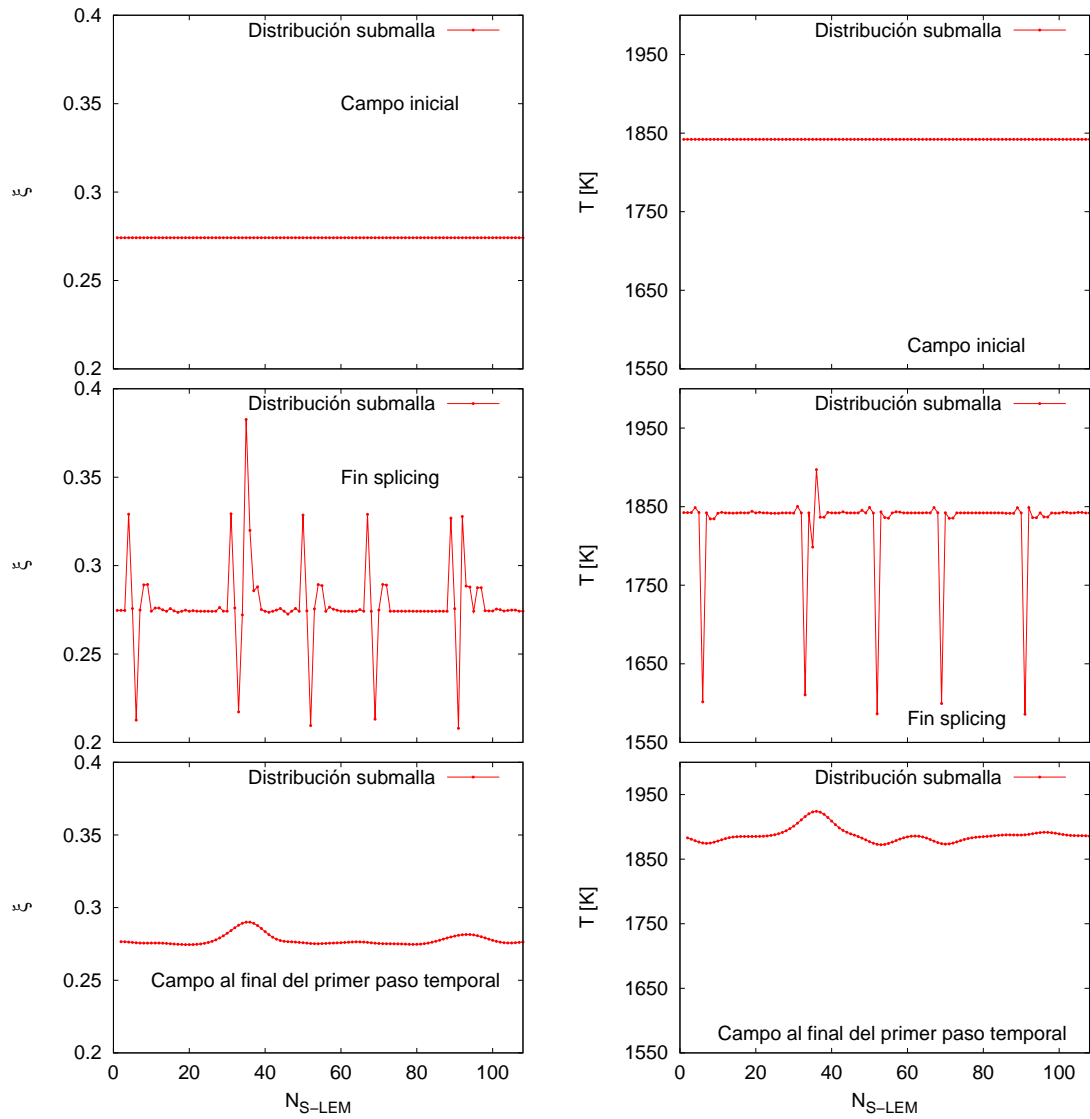 0.4
0.35
0.3
0.25
0.2
ξ
Distribución submalla
Campo inicial
1950
1850
1750
1650
1550
T [K]
Distribución submalla
Campo inicial
0.4
0.35
0.3
0.25
0.2
ξ
Distribución submalla
Fin splicing
1950
1850
1750
1650
1550
T [K]
Distribución submalla
Fin splicing
0.4
0.35
0.3
0.25
0.2
ξ
Distribución submalla
Campo al final del primer paso temporal
0 20 40 60 80 100
N_S-LEM
1950
1850
1750
1650
1550
T [K]
Distribución submalla
Campo al final del primer paso temporal
0 20 40 60 80 100
N_S-LEM